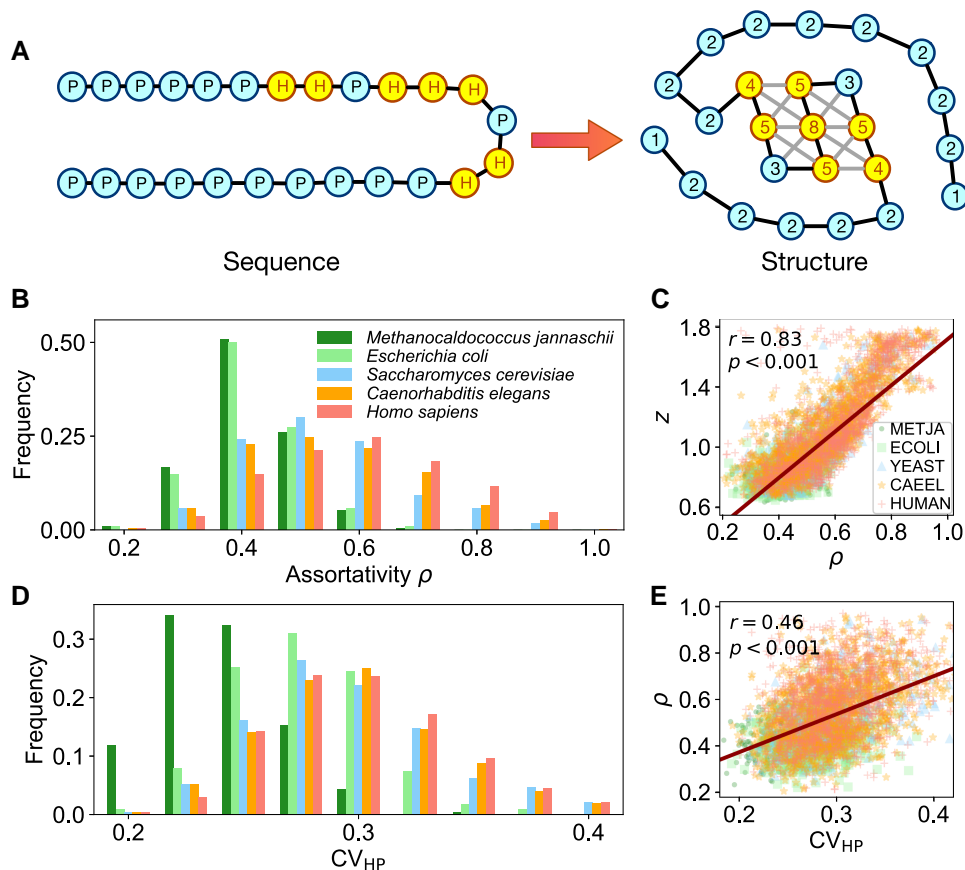 A
P P P P P P H H P H H H
P
H
P P P P P P P P P P H
2 2 2 2 2
2 2
2 2
2
2
1
1
4 5 3
5 8 5
3 5 4
2
2 2 2 2 2
Sequence
Structure
B
Frequency
0.50
0.25
0.00
0.2 0.4 0.6 0.8 1.0
Assortativity ρ
Methanocaldococcus jannaschii
Escherichia coli
Saccharomyces cerevisiae
Caenorhabditis elegans
Homo sapiens
C
z
1.8
1.4
1.0
0.6
r = 0.83
p < 0.001
METJA
ECOLI
YEAST
CAEEL
HUMAN
0.2 0.4 0.6 0.8 1.0
ρ
D
Frequency
0.3
0.2
0.1
0.0
0.2 0.3 0.4
CV_HP
E
ρ
1.0
0.8
0.6
0.4
0.2
r = 0.46
p < 0.001
0.2 0.3 0.4
CV_HP